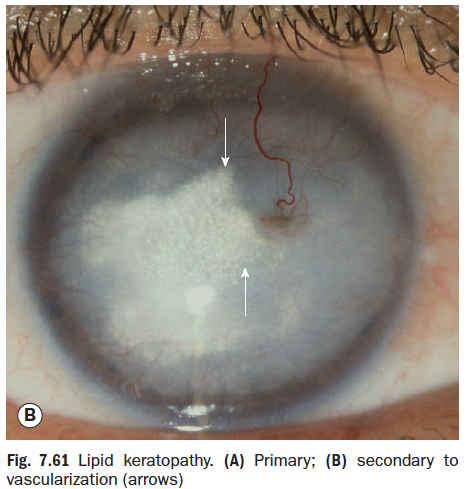 B
Fig. 7.61 Lipid keratopathy. (A) Primary; (B) secondary to
vascularization (arrows)